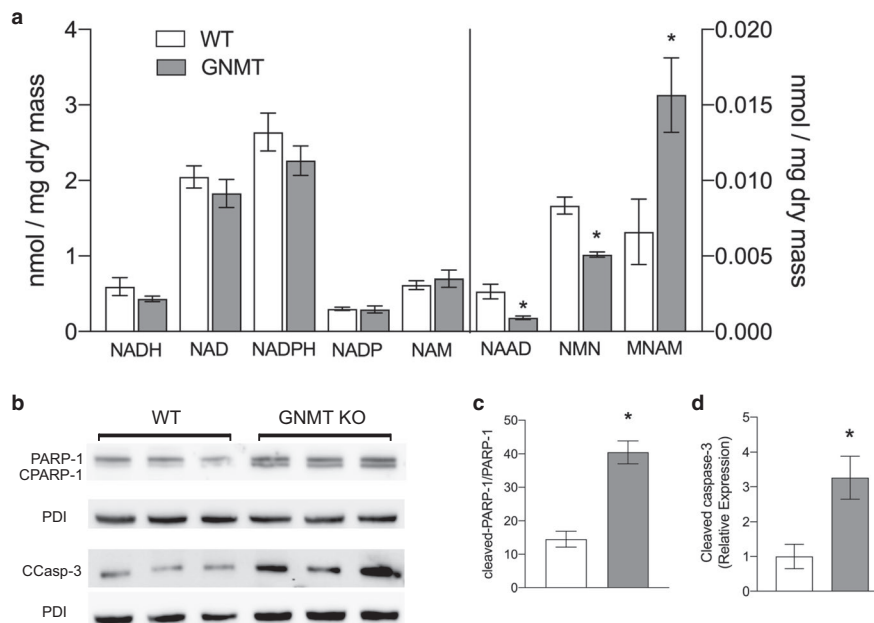 a
4
3
2
1
0
nmol / mg dry mass
WT
GNMT
*
*
*
0.020
0.015
0.010
0.005
0.000
nmol / mg dry mass
NADH NAD NADPH NADP NAM NAAD NMN MNAM
b
WT GNMT KO
PARP-1
CPARP-1
PDI
CCasp-3
PDI
c
50
40
30
20
10
0
cleaved-PARP-1/PARP-1
*
d
5
4
3
2
1
0
Cleaved caspase-3
(Relative Expression)
*